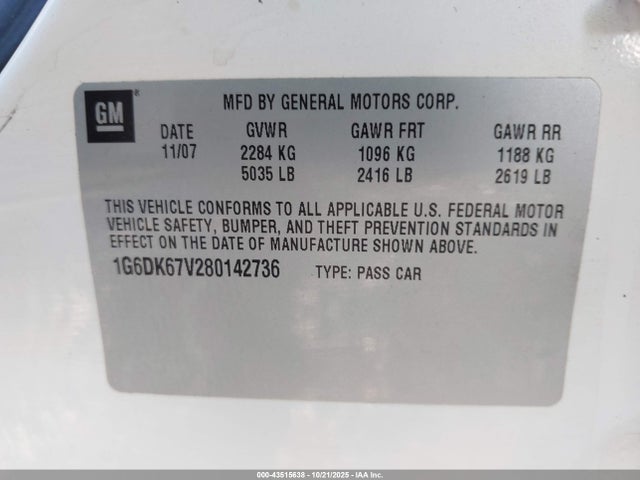 GM®
MFD BY GENERAL MOTORS CORP.
DATE GVWR GAWR FRT GAWR RR
11/07 2284 KG 1096 KG 1188 KG
5035 LB 2416 LB 2619 LB
THIS VEHICLE CONFORMS TO ALL APPLICABLE U.S. FEDERAL MOTOR
VEHICLE SAFETY, BUMPER, AND THEFT PREVENTION STANDARDS IN
EFFECT ON THE DATE OF MANUFACTURE SHOWN ABOVE.
1G6DK67V280142736 TYPE: PASS CAR
000-43515638 - 10/21/2025 - IAA Inc.